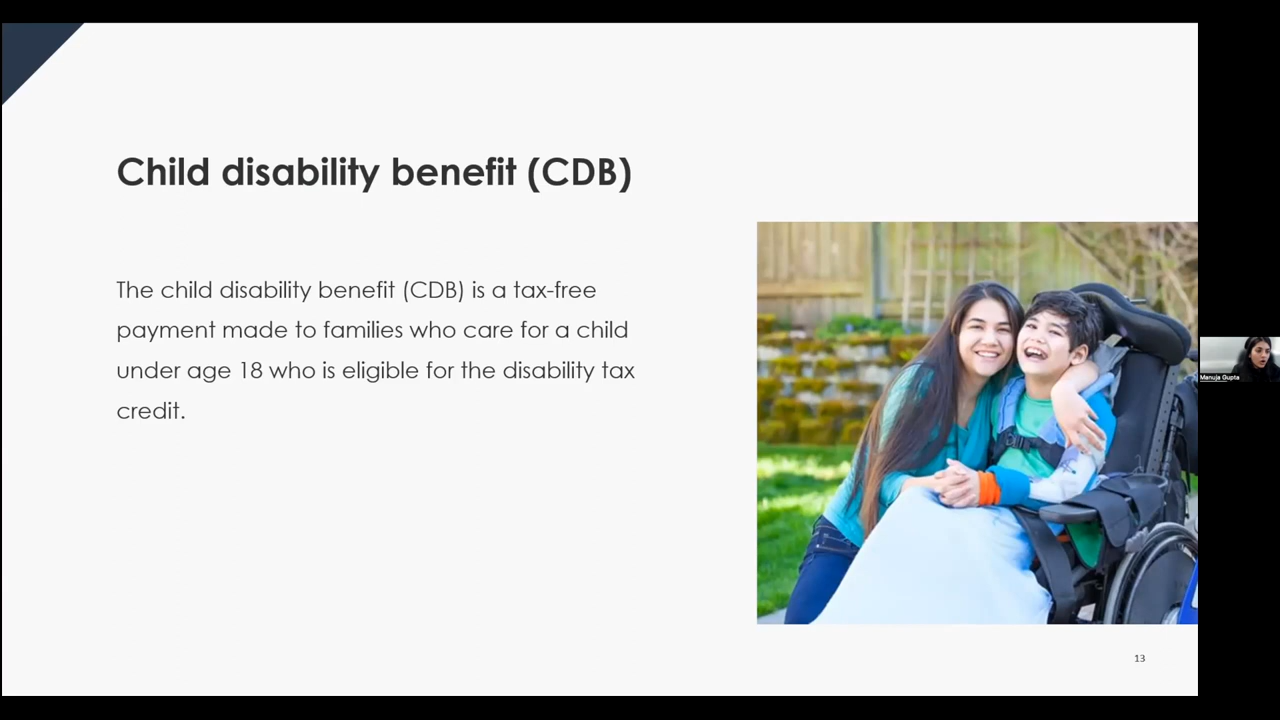 Child disability benefit (CDB)
The child disability benefit (CDB) is a tax-free
payment made to families who care for a child
under age 18 who is eligible for the disability tax
credit.
Manuja Gupta
13